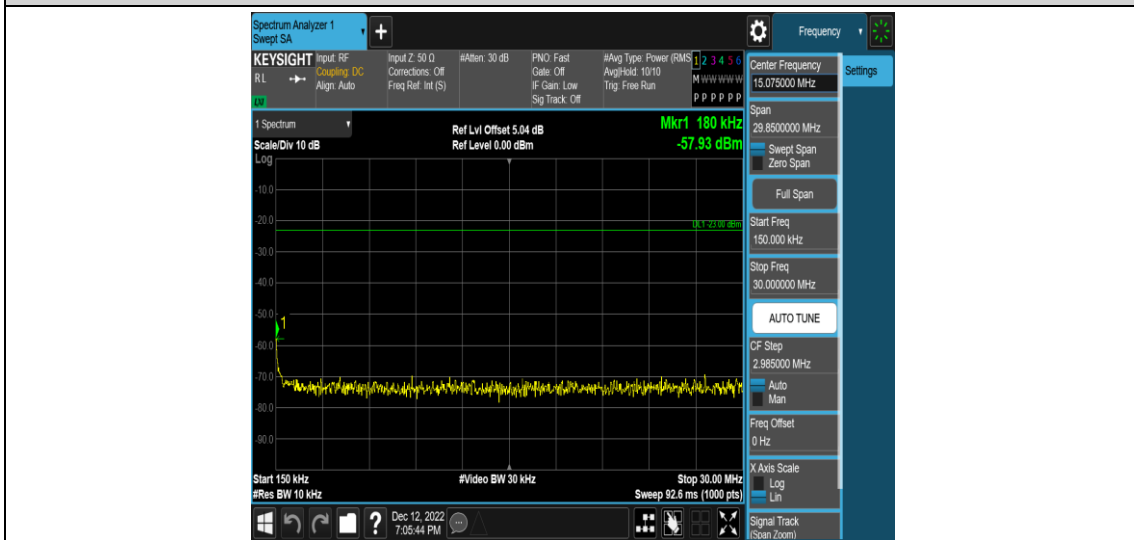 Spectrum Analyzer 1
Swept SA
+
Frequency
KEYSIGHT
RL
LXI
Input: RF
Coupling: DC
Align: Auto
Input Z: 50 Ω
Corrections: Off
Freq Ref: Int (S)
#Atten: 30 dB
PNO: Fast
Gate: Off
IF Gain: Low
Sig Track: Off
#Avg Type: Power (RMS
Avg|Hold: 10/10
Trig: Free Run
1 2 3 4 5 6
M W W W W W
P P P P P P
1 Spectrum
Scale/Div 10 dB
Ref Lvl Offset 5.04 dB
Ref Level 0.00 dBm
Mkr1 180 kHz
-57.93 dBm
Log
-10.0
-20.0
DL1 -23.00 dBm
-30.0
-40.0
-50.0
1
-60.0
-70.0
-80.0
-90.0
Start 150 kHz
#Video BW 30 kHz
Stop 30.00 MHz
#Res BW 10 kHz
Sweep 92.6 ms (1000 pts)
?
Dec 12, 2022
7:05:44 PM
Center Frequency
15.075000 MHz
Settings
Span
29.8500000 MHz
Swept Span
Zero Span
Full Span
Start Freq
150.000 kHz
Stop Freq
30.000000 MHz
AUTO TUNE
CF Step
2.985000 MHz
Auto
Man
Freq Offset
0 Hz
X Axis Scale
Log
Lin
Signal Track
(Span Zoom)